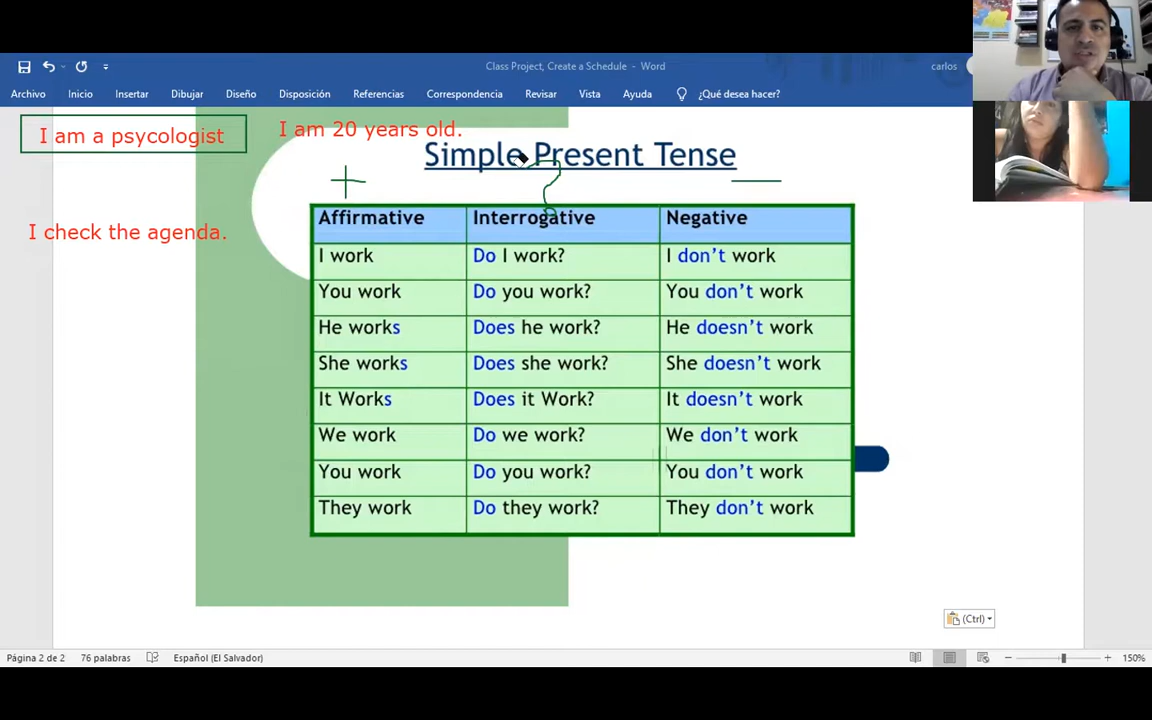 Class Project, Create a Schedule - Word
carlos
Archivo Inicio Insertar Dibujar Diseño Disposición Referencias Correspondencia Revisar Vista Ayuda ¿Qué desea hacer?
I am a psycologist
I am 20 years old.
Simple Present Tense
I check the agenda.
Affirmative Interrogative Negative
I work Do I work? I don't work
You work Do you work? You don't work
He works Does he work? He doesn't work
She works Does she work? She doesn't work
It Works Does it Work? It doesn't work
We work Do we work? We don't work
You work Do you work? You don't work
They work Do they work? They don't work
(Ctrl)
Página 2 de 2 76 palabras Español (El Salvador) 150%